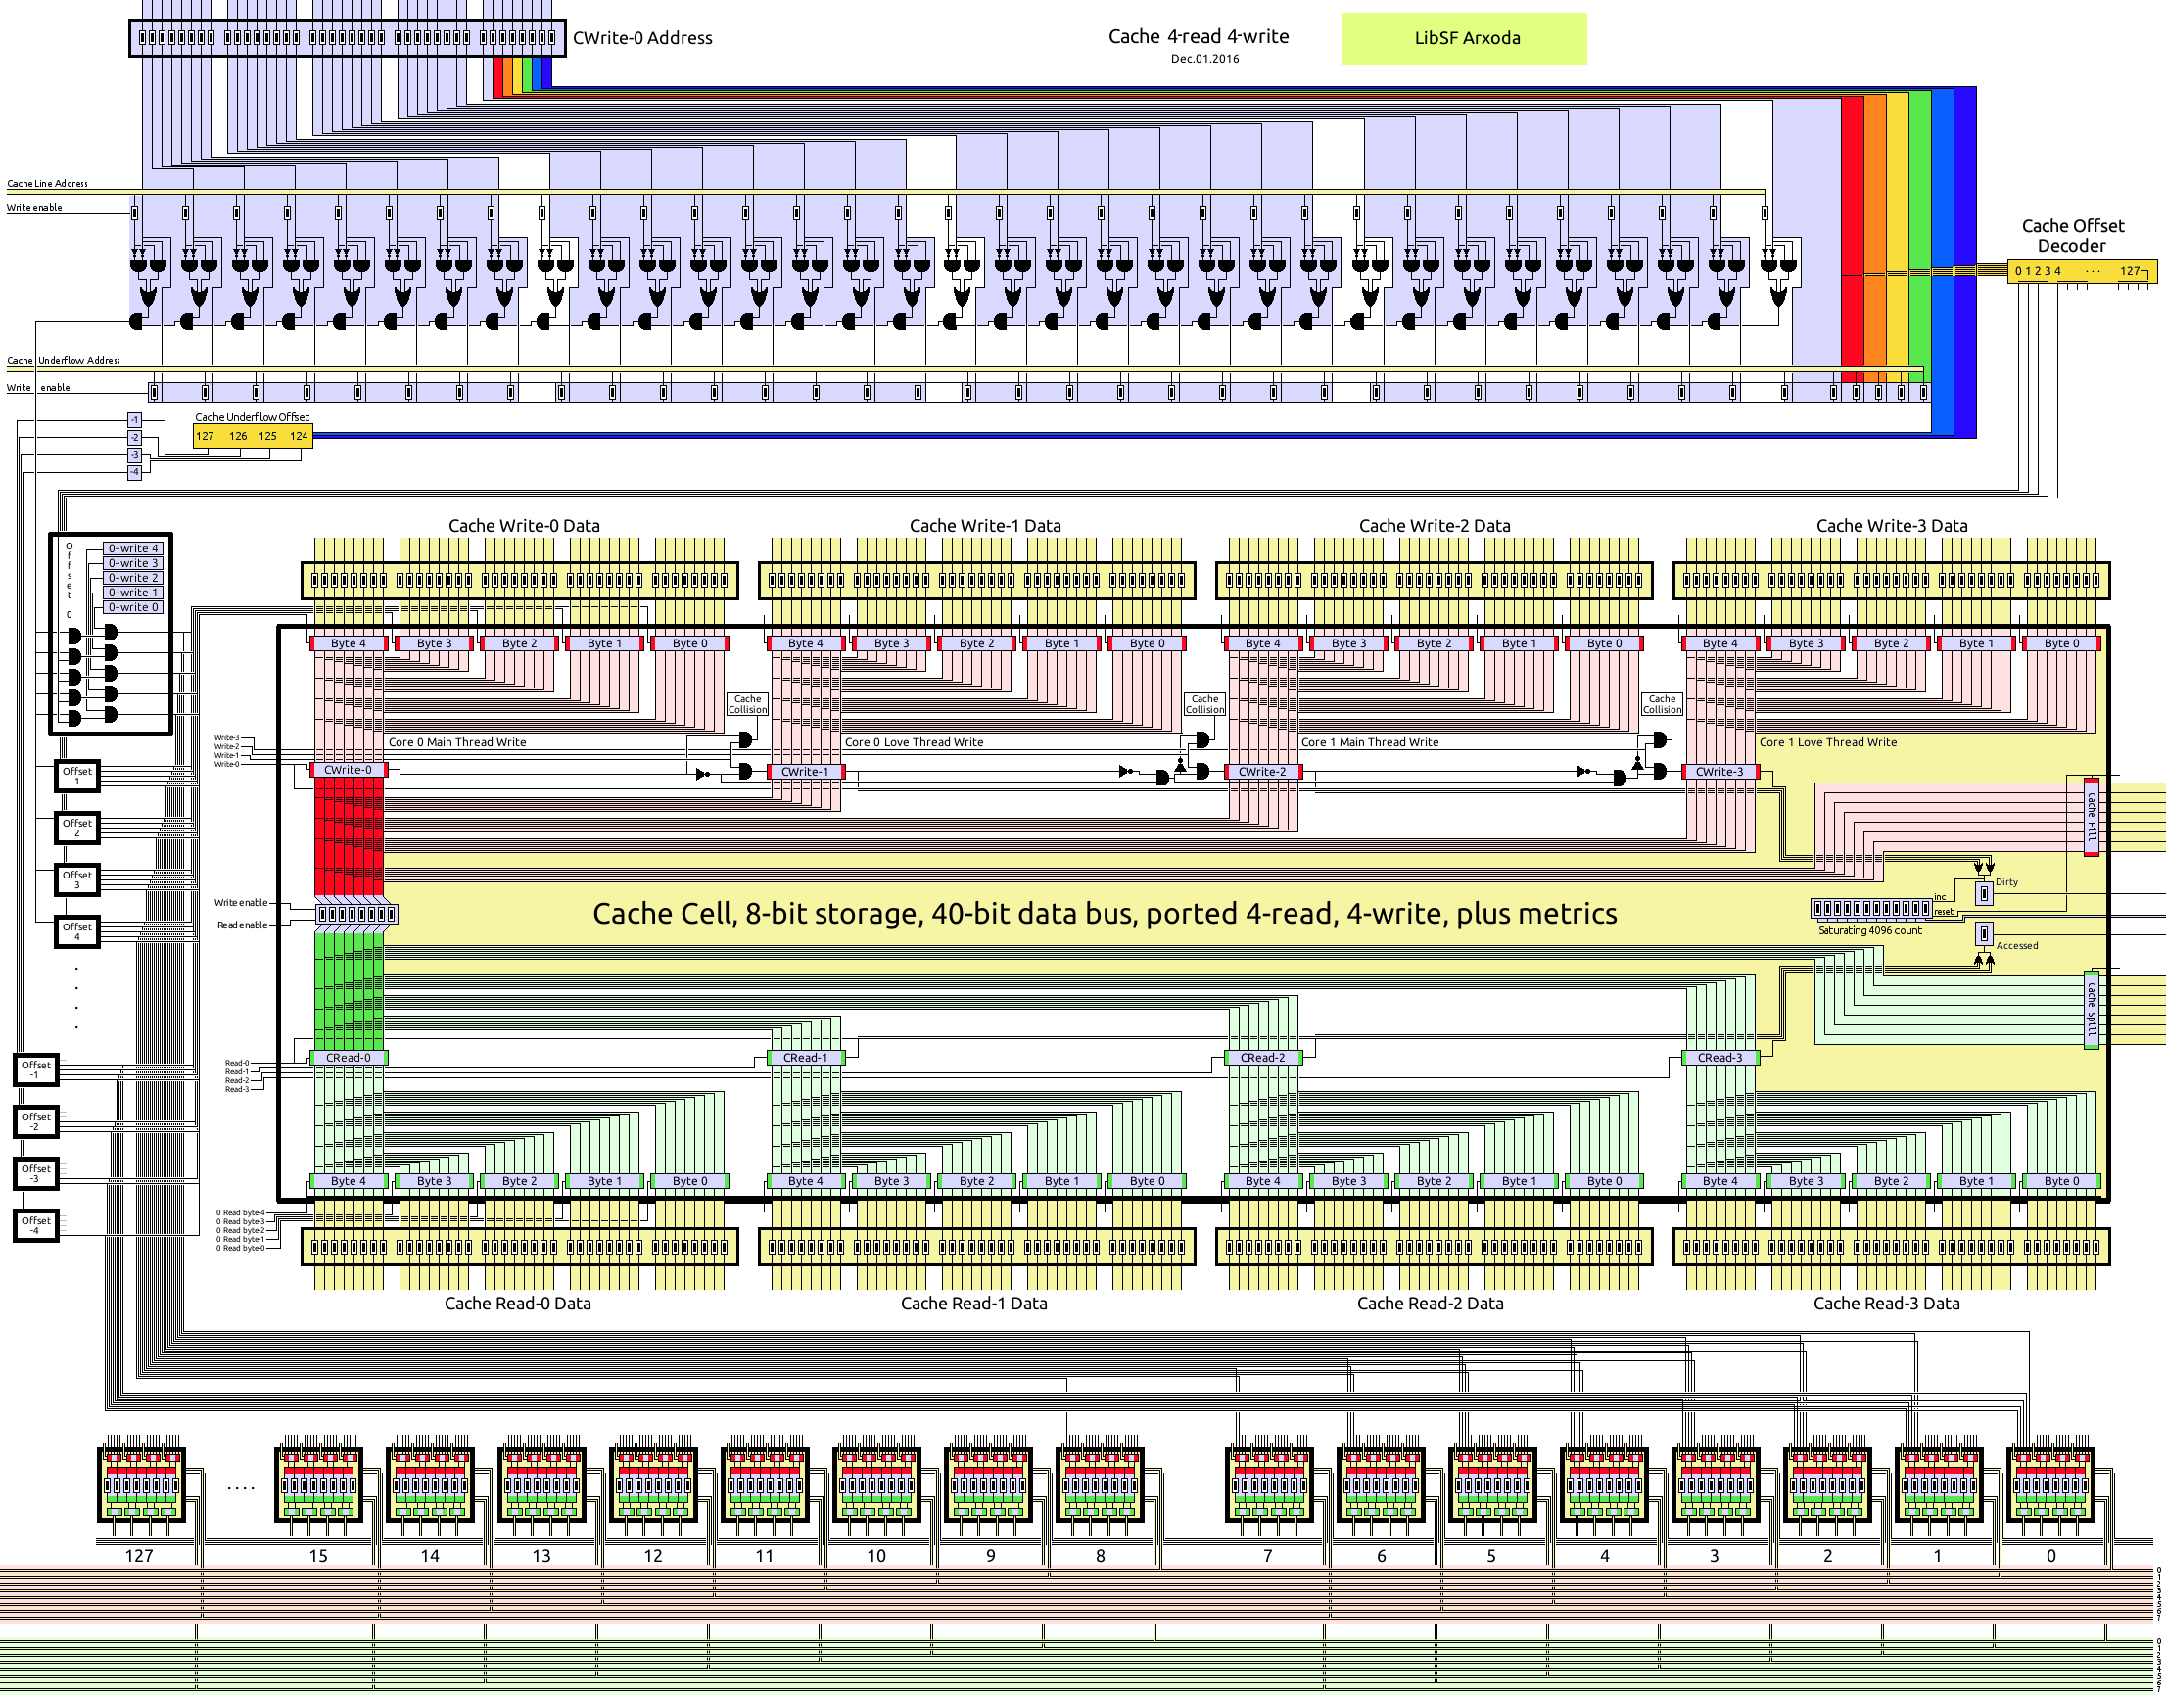 CWrite-0 Address
Cache 4-read 4-write
Dec.01.2016
LibSF Arxoda
Cache Line Address
Write enable
Cache Offset
Decoder
0 1 2 3 4 ... 127
Cache Underflow Address
Write enable
Cache Underflow Offset
127 126 125 124
-1
-2
-3
-4
Cache Write-0 Data
Cache Write-1 Data
Cache Write-2 Data
Cache Write-3 Data
Offset 0
0-write 4
0-write 3
0-write 2
0-write 1
0-write 0
Byte 4 Byte 3 Byte 2 Byte 1 Byte 0
Byte 4 Byte 3 Byte 2 Byte 1 Byte 0
Byte 4 Byte 3 Byte 2 Byte 1 Byte 0
Byte 4 Byte 3 Byte 2 Byte 1 Byte 0
Cache
Collision
Cache
Collision
Cache
Collision
Write-3
Write-2
Write-1
Write-0
Core 0 Main Thread Write
Core 0 Love Thread Write
Core 1 Main Thread Write
Core 1 Love Thread Write
CWrite-0
CWrite-1
CWrite-2
CWrite-3
Offset
1
Offset
2
Offset
3
Offset
4
Cache Fill
Dirty
inc
reset
Saturating 4096 count
Accessed
Cache Spill
Write enable
Read enable
Cache Cell, 8-bit storage, 40-bit data bus, ported 4-read, 4-write, plus metrics
Offset
-1
Offset
-2
Offset
-3
Offset
-4
Read-0
Read-1
Read-2
Read-3
CRead-0
CRead-1
CRead-2
CRead-3
Byte 4 Byte 3 Byte 2 Byte 1 Byte 0
Byte 4 Byte 3 Byte 2 Byte 1 Byte 0
Byte 4 Byte 3 Byte 2 Byte 1 Byte 0
Byte 4 Byte 3 Byte 2 Byte 1 Byte 0
0 Read byte-4
0 Read byte-3
0 Read byte-2
0 Read byte-1
0 Read byte-0
Cache Read-0 Data
Cache Read-1 Data
Cache Read-2 Data
Cache Read-3 Data
....
127 15 14 13 12 11 10 9 8 7 6 5 4 3 2 1 0
0
1
2
3
4
5
6
7
0
1
2
3
4
5
6
7